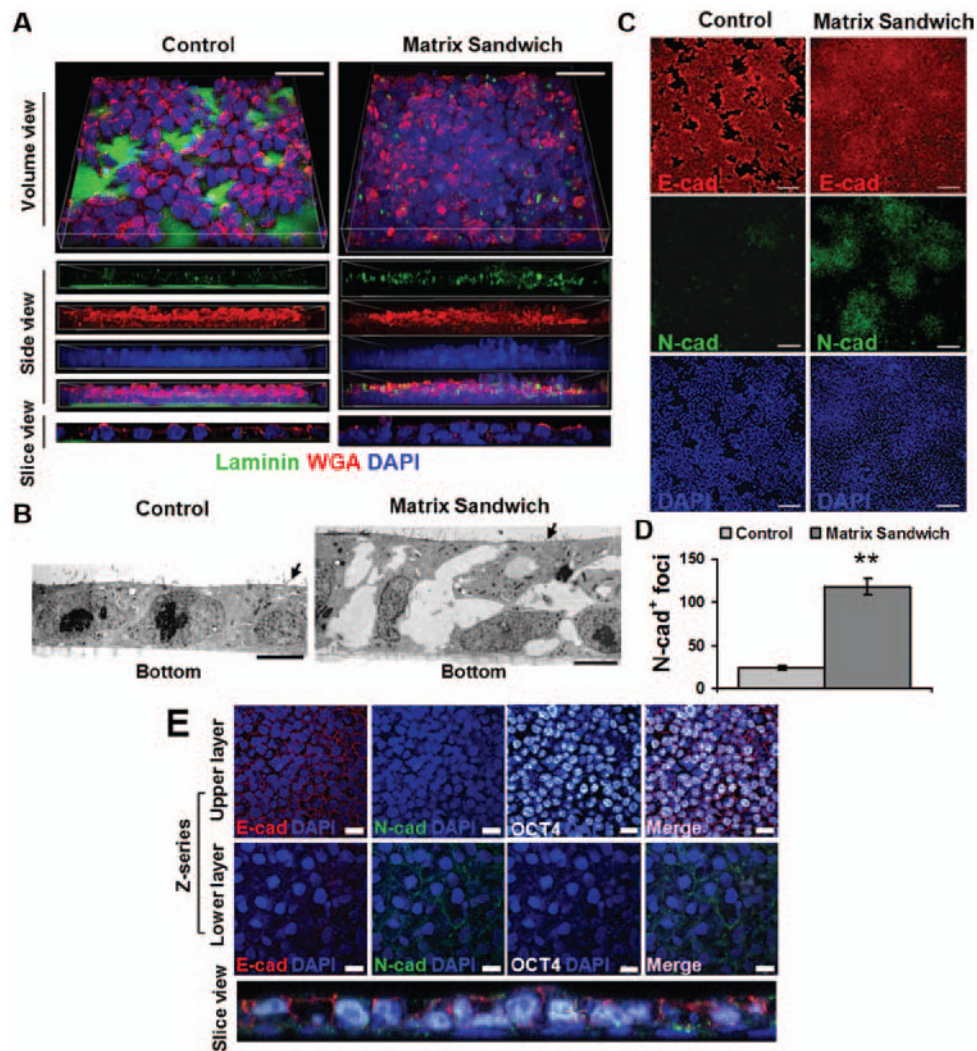 A
Control
Matrix Sandwich
Volume view
Side view
Slice view
Laminin WGA DAPI
B
Control
Matrix Sandwich
Bottom
Bottom
C
Control
Matrix Sandwich
E-cad
E-cad
N-cad
N-cad
DAPI
DAPI
D
Control
Matrix Sandwich
N-cad+ foci
150
100
50
0
**
E
Z-series
Upper layer
E-cad DAPI
N-cad DAPI
OCT4
Merge
Lower layer
E-cad DAPI
N-cad DAPI
OCT4 DAPI
Merge
Slice view